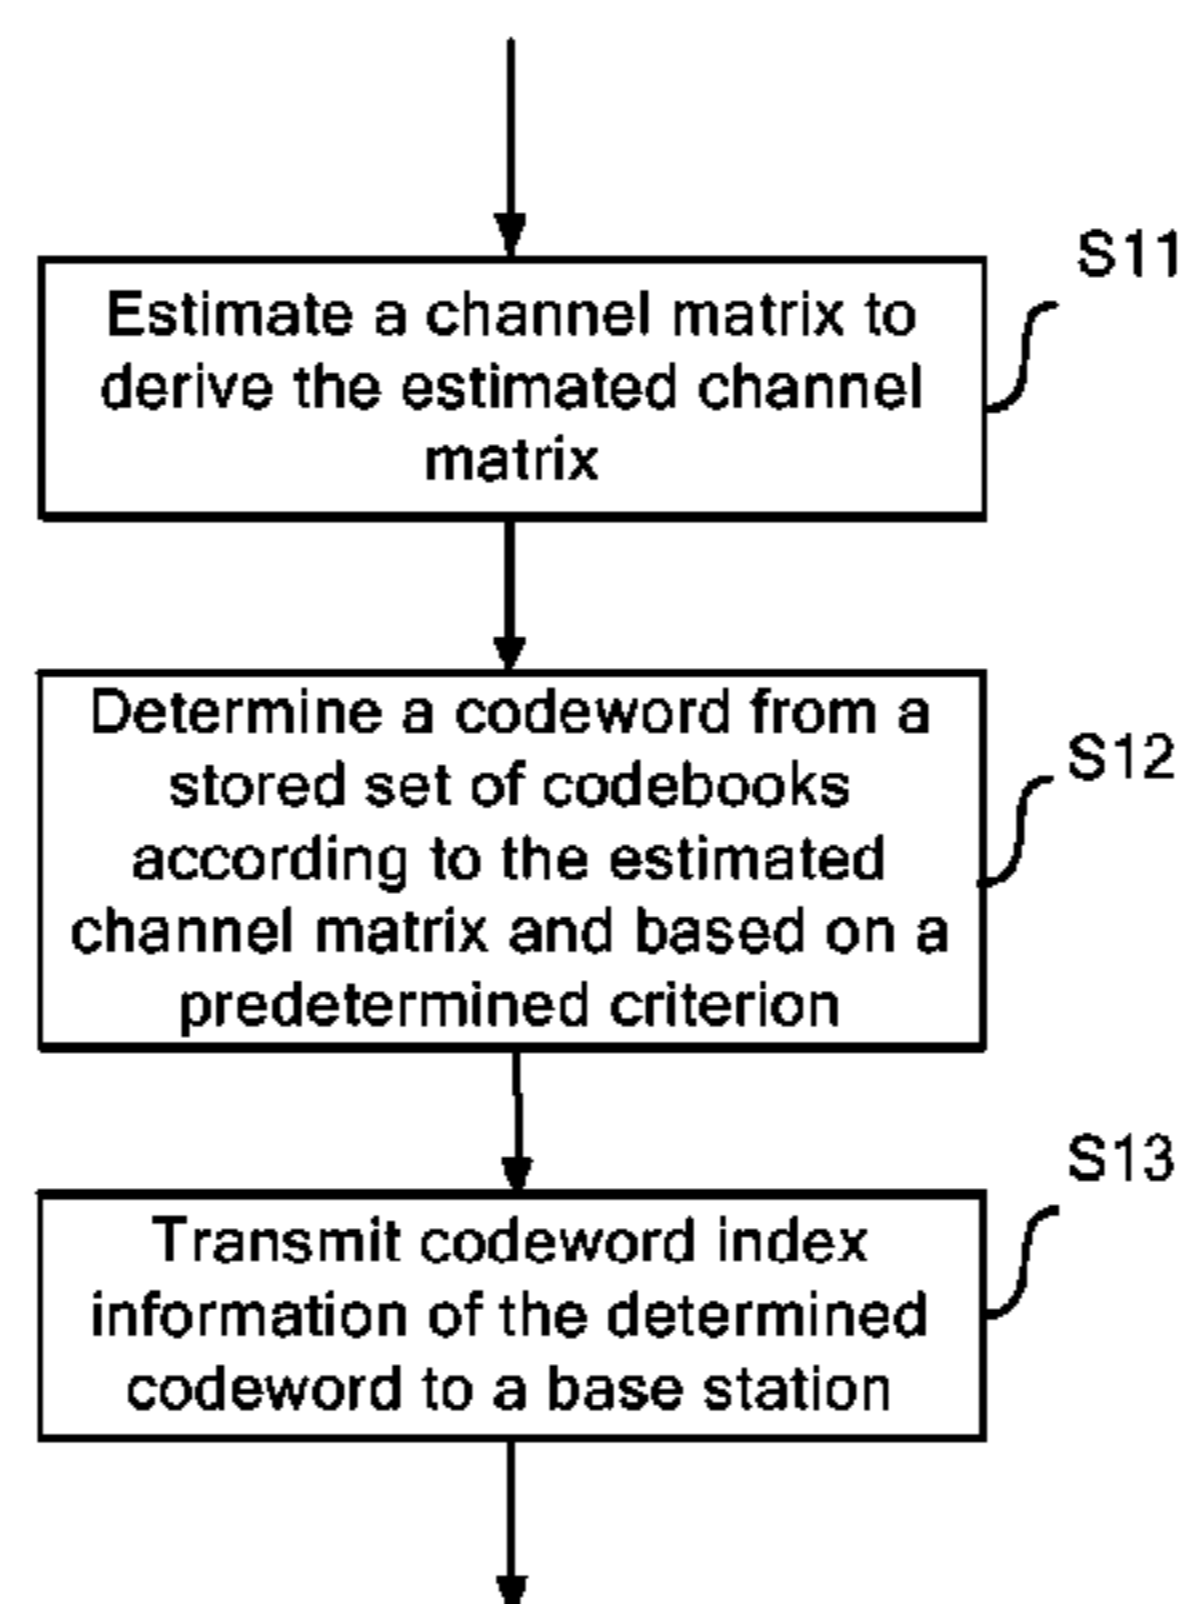 S11
Estimate a channel matrix to
derive the estimated channel
matrix
S12
Determine a codeword from a
stored set of codebooks
according to the estimated
channel matrix and based on a
predetermined criterion
S13
Transmit codeword index
information of the determined
codeword to a base station